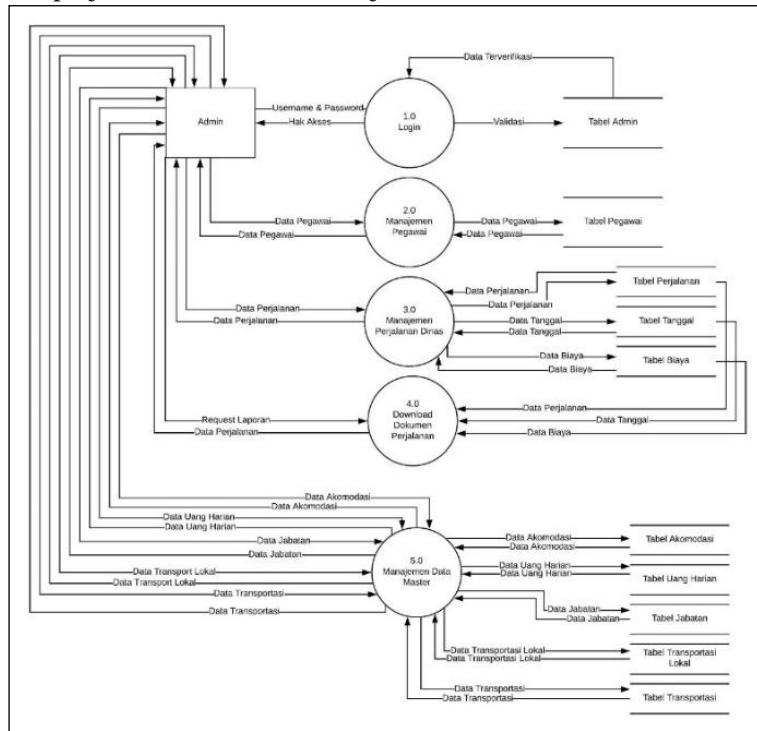 Data Terverifikasi
Admin
Username & Password
Hak Akses
1.0
Login
Validasi
Tabel Admin
Data Pegawai
Data Pegawai
2.0
Manajemen
Pegawai
Data Pegawai
Data Pegawai
Tabel Pegawai
Data Perjalanan
Data Perjalanan
3.0
Manajemen
Perjalanan Dinas
Data Perjalanan
Data Perjalanan
Data Tanggal
Data Tanggal
Data Biaya
Data Biaya
Tabel Perjalanan
Tabel Tanggal
Tabel Biaya
Request Laporan
Data Perjalanan
4.0
Download
Dokumen
Perjalanan
Data Perjalanan
Data Tanggal
Data Biaya
Data Akomodasi
Data Akomodasi
Data Uang Harian
Data Uang Harian
Data Jabatan
Data Jabatan
Data Transport Lokal
Data Transport Lokal
Data Transportasi
Data Transportasi
5.0
Manajemen Data
Master
Data Akomodasi
Data Akomodasi
Data Uang Harian
Data Uang Harian
Data Jabatan
Data Jabatan
Data Transportasi Lokal
Data Transportasi Lokal
Data Transportasi
Data Transportasi
Tabel Akomodasi
Tabel Uang Harian
Tabel Jabatan
Tabel Transportasi
Lokal
Tabel Transportasi